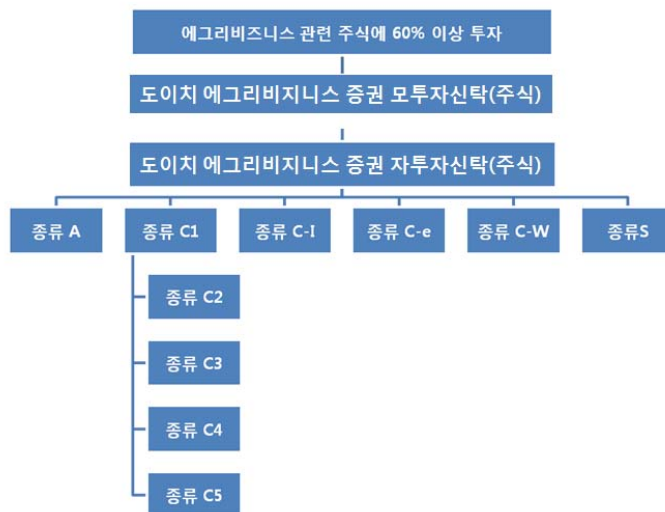 에그리비즈니스 관련 주식에 60% 이상 투자
도이치 에그리비지니스 증권 모투자신탁(주식)
도이치 에그리비지니스 증권 자투자신탁(주식)
종류 A
종류 C1
종류 C-I
종류 C-e
종류 C-W
종류S
종류 C2
종류 C3
종류 C4
종류 C5